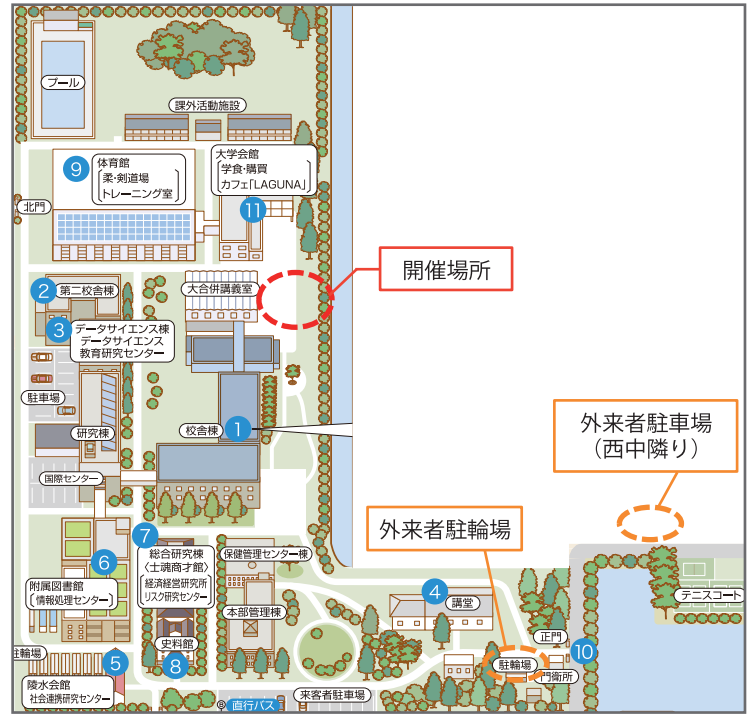 プール
課外活動施設
9
体育館
柔・剣道場
トレーニング室
大学会館
学食・購買
カフェ「LAGUNA」
11
北門
開催場所
2
第二校舎棟
大合併講義室
3
データサイエンス棟
データサイエンス
教育研究センター
駐車場
研究棟
校舎棟
1
外来者駐車場
(西中隣り)
国際センター
外来者駐輪場
7
総合研究棟
〈士魂商才館〉
経済経営研究所
リスク研究センター
保健管理センター棟
6
附属図書館
情報処理センター
4
講堂
テニスコート
本部管理棟
史料館
8
正門
10
駐輪場
門衛所
駐輪場
5
陵水会館
社会連携研究センター
B
直行バス
来客者駐車場